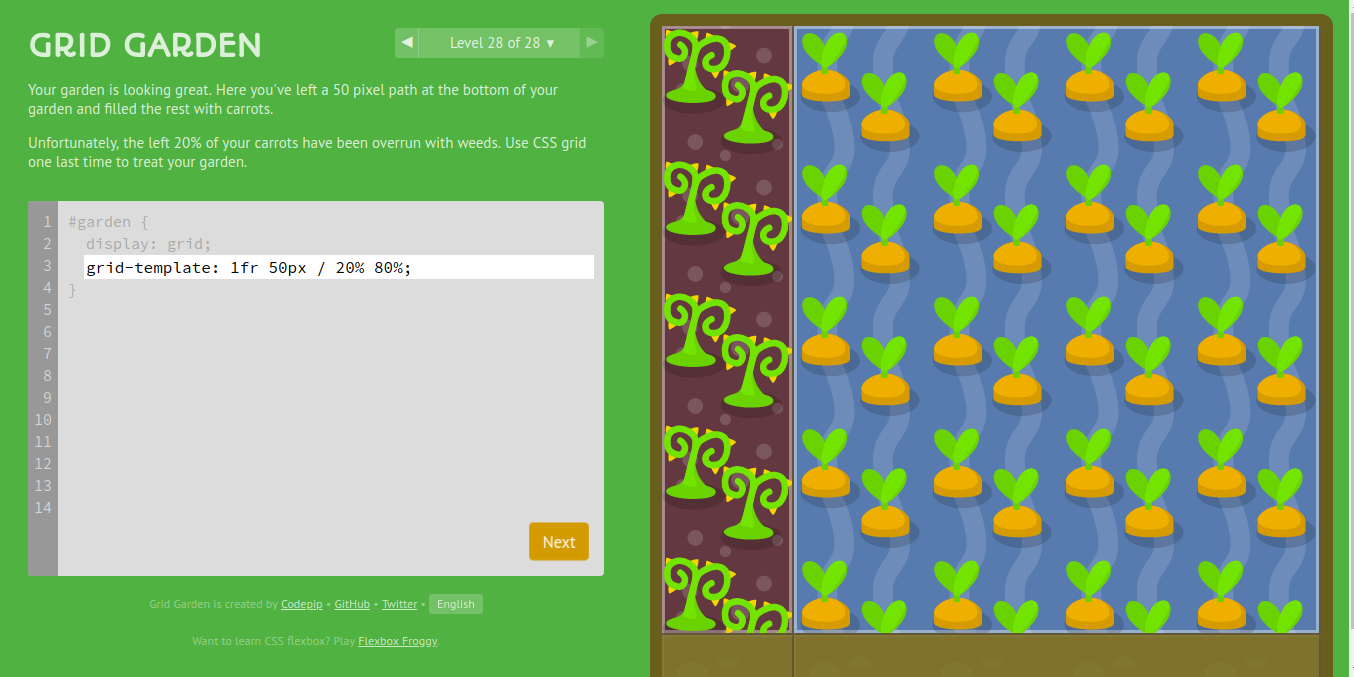 GRID GARDEN
◀ Level 28 of 28 ▼ ▶
Your garden is looking great. Here you've left a 50 pixel path at the bottom of your
garden and filled the rest with carrots.
Unfortunately, the left 20% of your carrots have been overrun with weeds. Use CSS grid
one last time to treat your garden.
1 #garden {
2 display: grid;
3 grid-template: 1fr 50px / 20% 80%;
4 }
5
6
7
8
9
10
11
12
13
14
Next
Grid Garden is created by Codepip • GitHub • Twitter • English
Want to learn CSS flexbox? Play Flexbox Froggy.